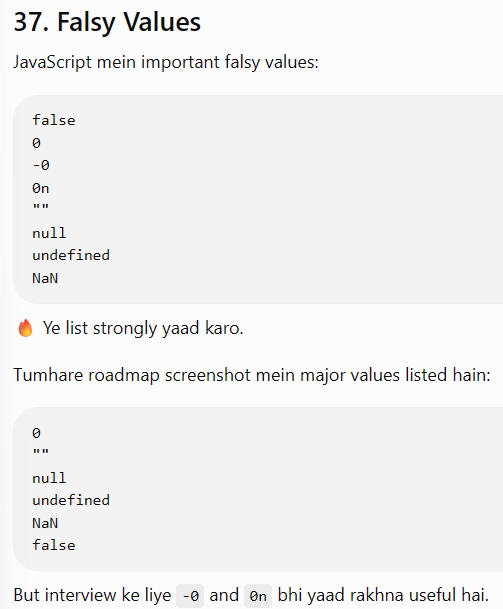 37. Falsy Values
JavaScript mein important falsy values:
false
0
-0
0n
""
null
undefined
NaN
🔥 Ye list strongly yaad karo.
Tumhare roadmap screenshot mein major values listed hain:
0
""
null
undefined
NaN
false
But interview ke liye -0 and 0n bhi yaad rakhna useful hai.